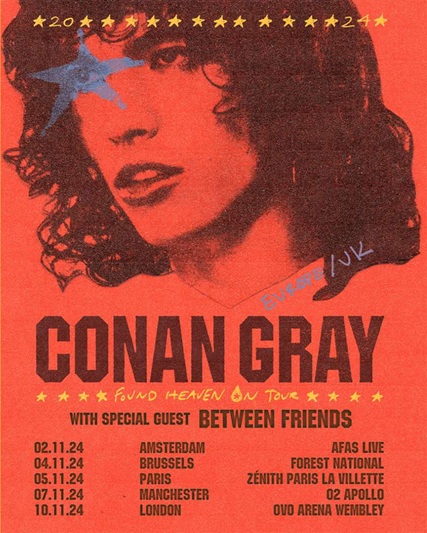 20 24
EUROPE/UK
CONAN GRAY
FOUND HEAVEN ON TOUR
WITH SPECIAL GUEST BETWEEN FRIENDS
02.11.24 AMSTERDAM AFAS LIVE
04.11.24 BRUSSELS FOREST NATIONAL
05.11.24 PARIS ZÉNITH PARIS LA VILLETTE
07.11.24 MANCHESTER O2 APOLLO
10.11.24 LONDON OVO ARENA WEMBLEY